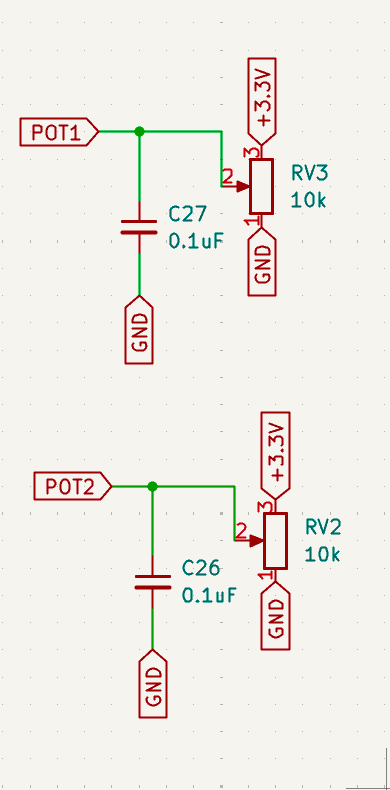 +3.3V
POT1
3
2
RV3
10k
C27
0.1uF
1
GND
GND
+3.3V
POT2
3
2
RV2
10k
C26
0.1uF
1
GND
GND